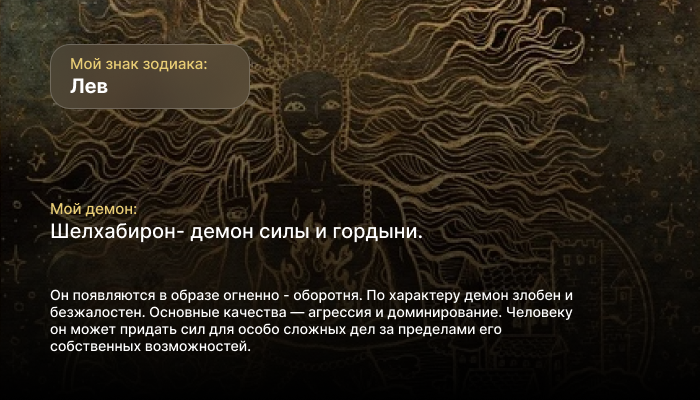 Мой знак зодиака:
Лев
Мой демон:
Шелхабирон- демон силы и гордыни.
Он появляются в образе огненно - оборотня. По характеру демон злобен и
безжалостен. Основные качества — агрессия и доминирование. Человеку
он может придать сил для особо сложных дел за пределами его
собственных возможностей.